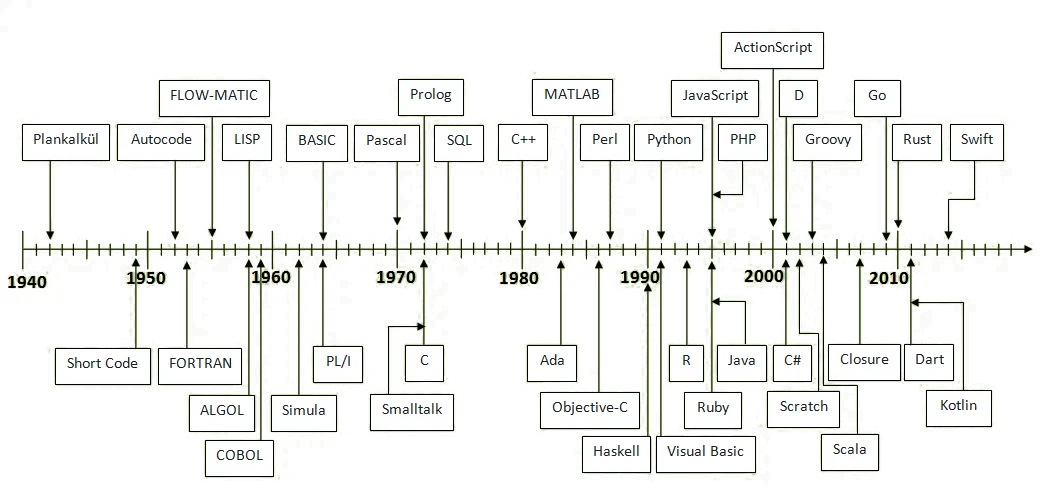 ActionScript
FLOW-MATIC
Prolog
MATLAB
JavaScript
D
Go
Plankalkül
Autocode
LISP
BASIC
Pascal
SQL
C++
Perl
Python
PHP
Groovy
Rust
Swift
1940
1950
1960
1970
1980
1990
2000
2010
Short Code
FORTRAN
PL/I
C
Ada
R
Java
C#
Closure
Dart
ALGOL
Simula
Smalltalk
Objective-C
Ruby
Scratch
Kotlin
COBOL
Haskell
Visual Basic
Scala